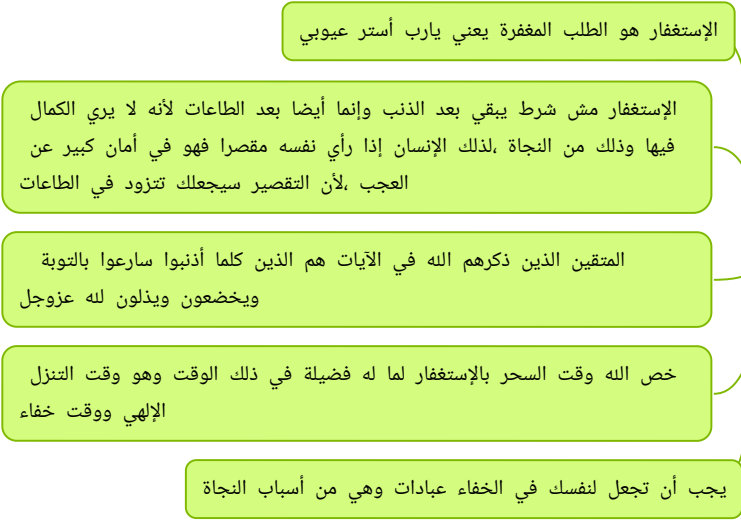 الإستغفار هو الطلب المغفرة يعني يارب أستر عيوبي
الإستغفار مش شرط يبقي بعد الذنب وإنما أيضا بعد الطاعات لأنه لا يري الكمال
فيها وذلك من النجاة ،لذلك الإنسان إذا رأي نفسه مقصرا فهو في أمان كبير عن
العجب ،لأن التقصير سيجعلك تتزود في الطاعات
المتقين الذين ذكرهم الله في الآيات هم الذين كلما أذنبوا سارعوا بالتوبة
ويخضعون ويذلون لله عزوجل
خص الله وقت السحر بالإستغفار لما له فضيلة في ذلك الوقت وهو وقت التنزل
الإلهي ووقت خفاء
يجب أن تجعل لنفسك في الخفاء عبادات وهي من أسباب النجاة